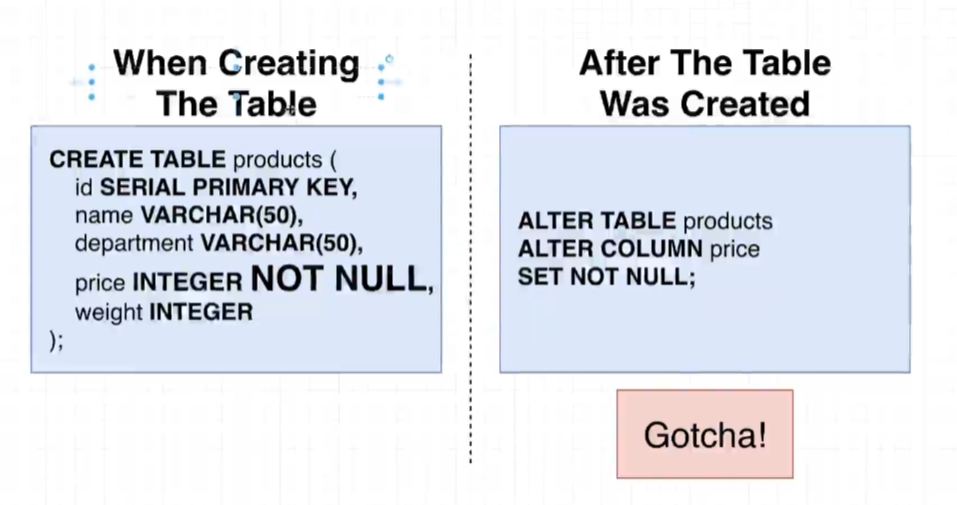 When Creating
The Table
CREATE TABLE products (
id SERIAL PRIMARY KEY,
name VARCHAR(50),
department VARCHAR(50),
price INTEGER NOT NULL,
weight INTEGER
);
After The Table
Was Created
ALTER TABLE products
ALTER COLUMN price
SET NOT NULL;
Gotcha!